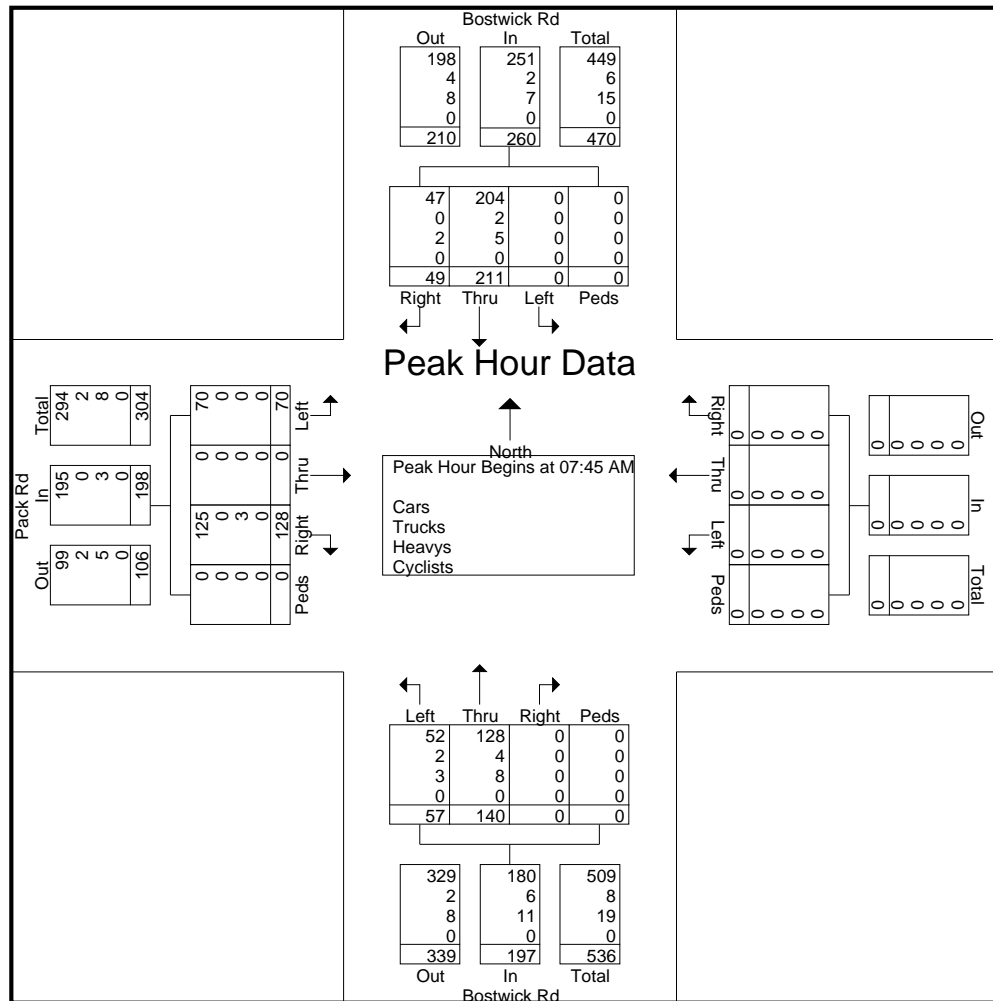 Bostwick Rd
Out In Total
198 251 449
4 2 6
8 7 15
0 0 0
210 260 470
47 204 0 0
0 2 0 0
2 5 0 0
0 0 0 0
49 211 0 0
Right Thru Left Peds
Peak Hour Data
North
Peak Hour Begins at 07:45 AM
Cars
Trucks
Heavys
Cyclists
Pack Rd
Total
294 2 8 0 304
In
195 0 3 0 198
Out
99 2 5 0 106
70 0 0 0 70
Left
0 0 0 0 0
Thru
125 0 3 0 128
Right
0 0 0 0 0
Peds
Right
0 0 0 0 0
Thru
0 0 0 0 0
Left
0 0 0 0 0
Peds
0 0 0 0 0
Out
0 0 0 0 0
In
0 0 0 0 0
Total
0 0 0 0 0
Left Thru Right Peds
52 128 0 0
2 4 0 0
3 8 0 0
0 0 0 0
57 140 0 0
329 180 509
2 6 8
8 11 19
0 0 0
339 197 536
Out In Total
Bostwick Rd